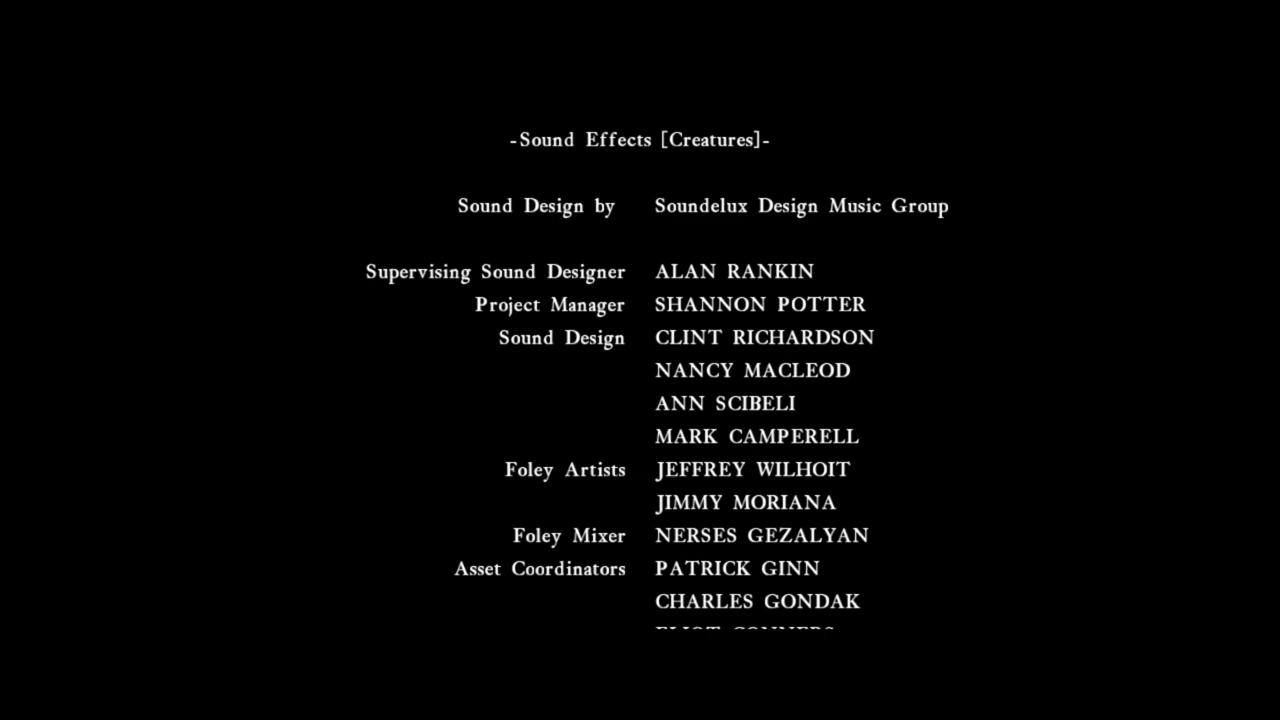 -Sound Effects [Creatures]-
Sound Design by Soundelux Design Music Group
Supervising Sound Designer ALAN RANKIN
Project Manager SHANNON POTTER
Sound Design CLINT RICHARDSON
NANCY MACLEOD
ANN SCIBELI
MARK CAMPERELL
Foley Artists JEFFREY WILHOIT
JIMMY MORIANA
Foley Mixer NERSES GEZALYAN
Asset Coordinators PATRICK GINN
CHARLES GONDAK